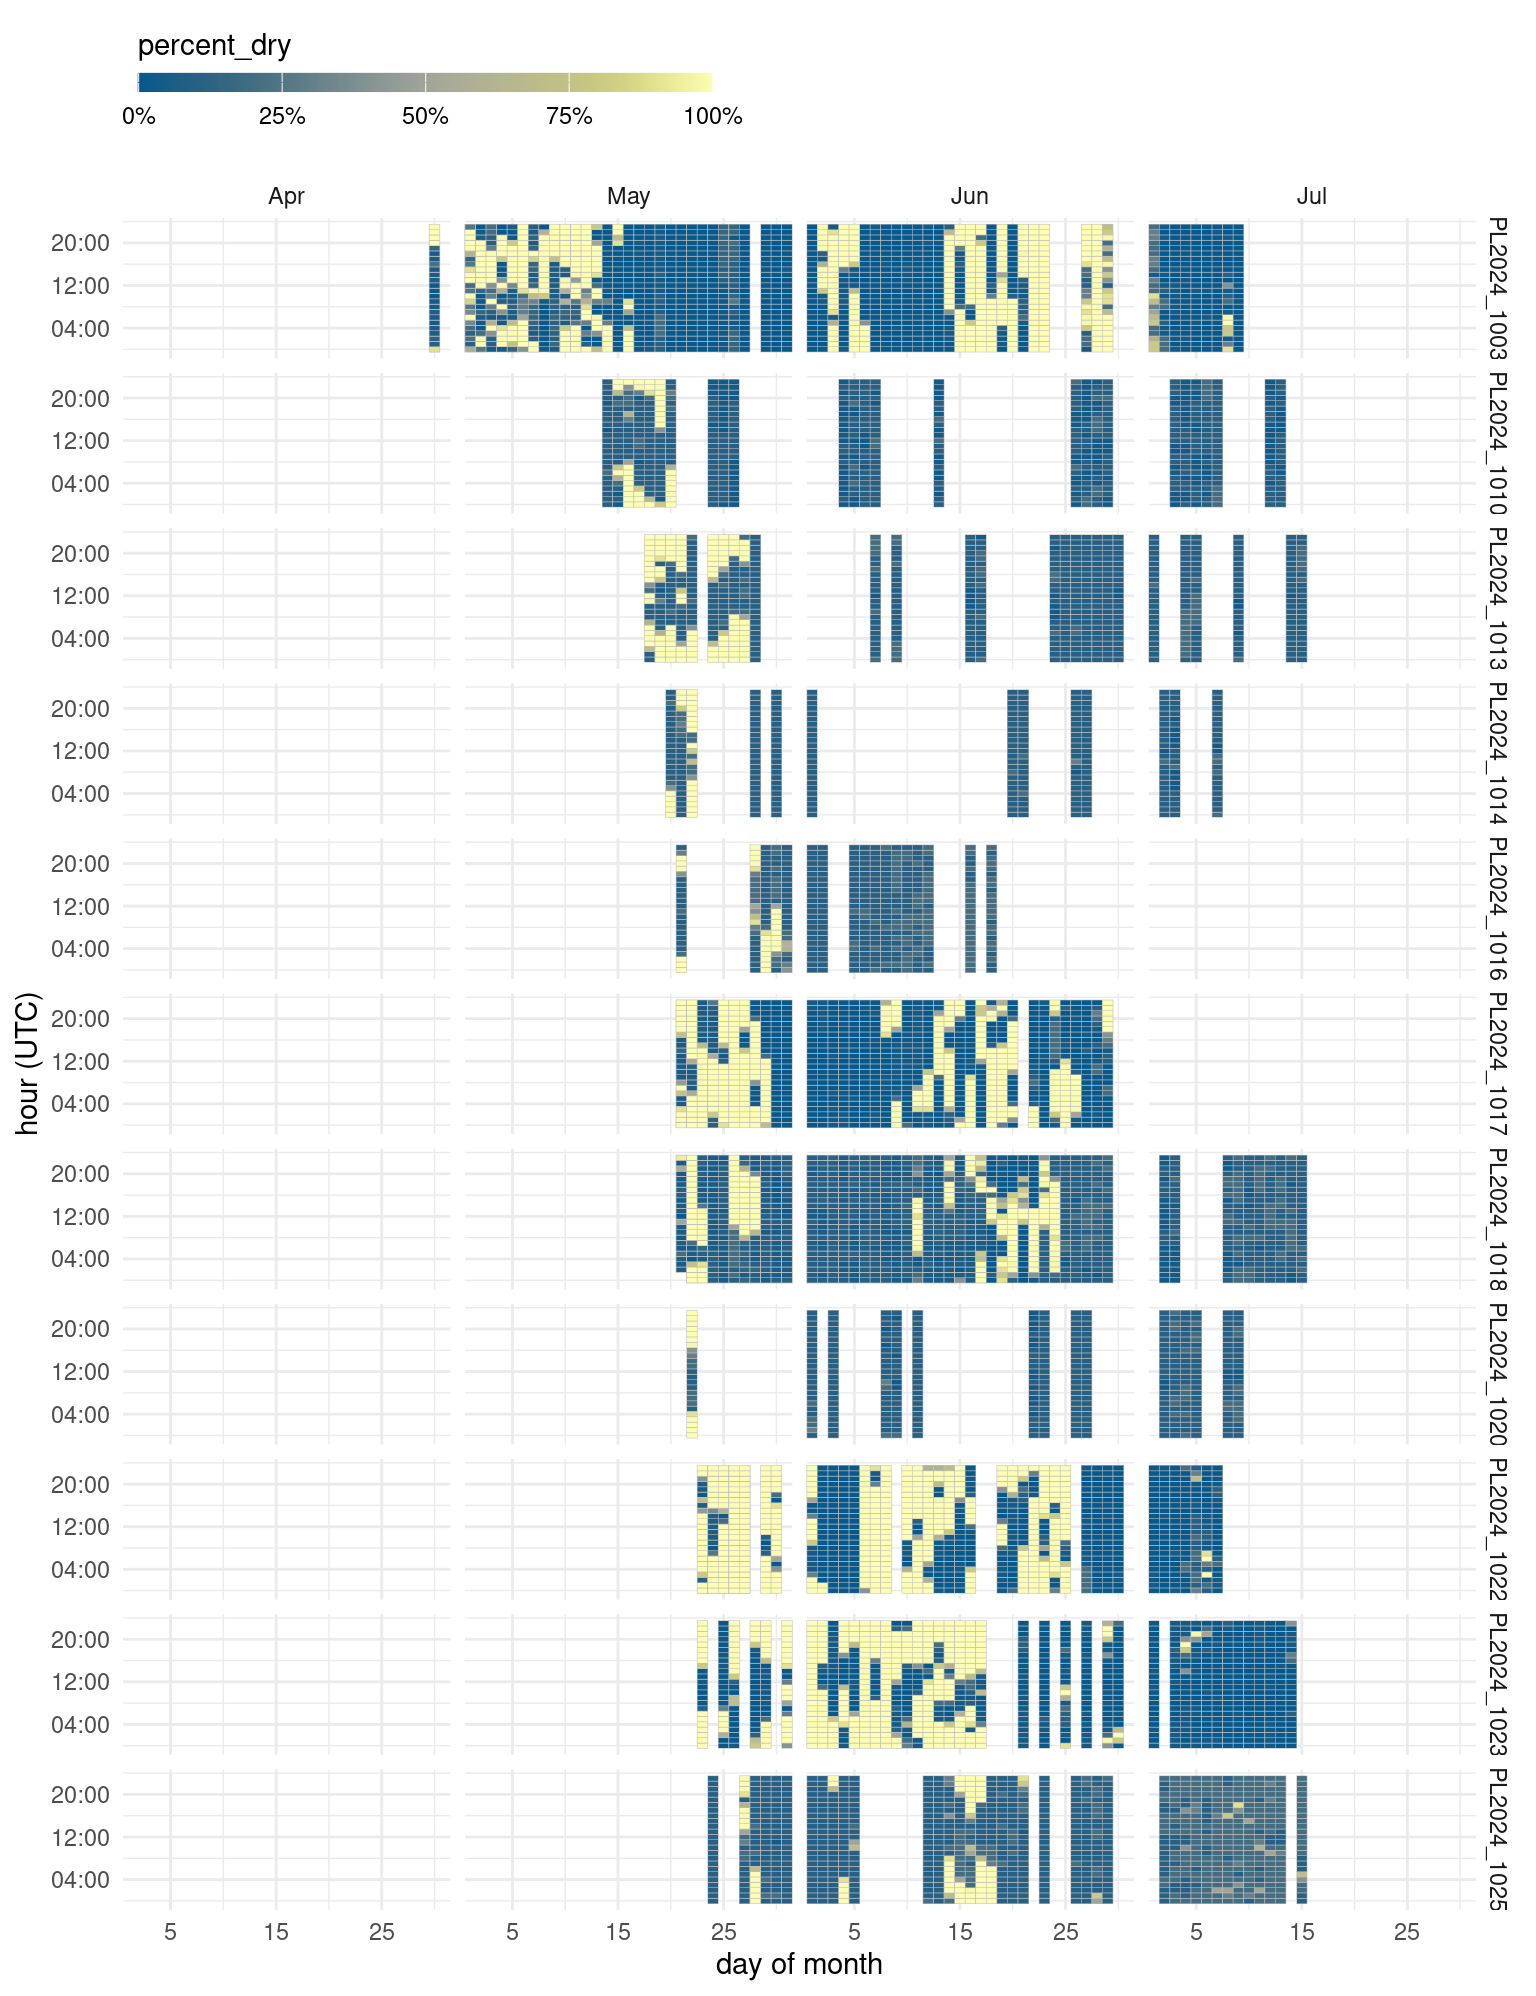 percent_dry
0% 25% 50% 75% 100%
Apr May Jun Jul
20:00
12:00
04:00
PL2024_1003
20:00
12:00
04:00
PL2024_1010
20:00
12:00
04:00
PL2024_1013
20:00
12:00
04:00
PL2024_1014
20:00
12:00
04:00
PL2024_1016
hour (UTC)
20:00
12:00
04:00
PL2024_1017
20:00
12:00
04:00
PL2024_1018
20:00
12:00
04:00
PL2024_1020
20:00
12:00
04:00
PL2024_1022
20:00
12:00
04:00
PL2024_1023
20:00
12:00
04:00
PL2024_1025
5 15 25 5 15 25 5 15 25 5 15 25
day of month